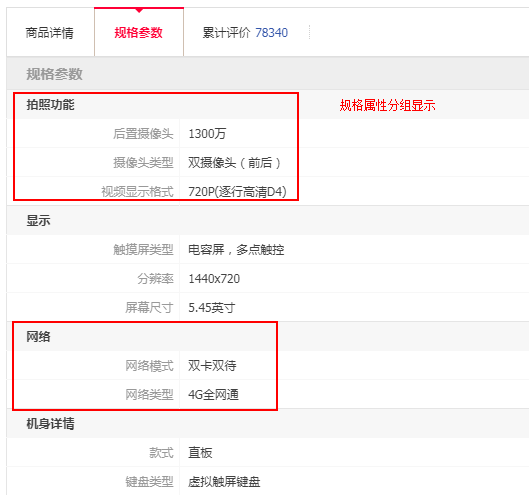 商品详情 规格参数 累计评价 78340
规格参数
拍照功能 规格属性分组显示
后置摄像头 1300万
摄像头类型 双摄像头（前后）
视频显示格式 720P(逐行高清D4)
显示
触摸屏类型 电容屏，多点触控
分辨率 1440x720
屏幕尺寸 5.45英寸
网络
网络模式 双卡双待
网络类型 4G全网通
机身详情
款式 直板
键盘类型 虚拟触屏键盘